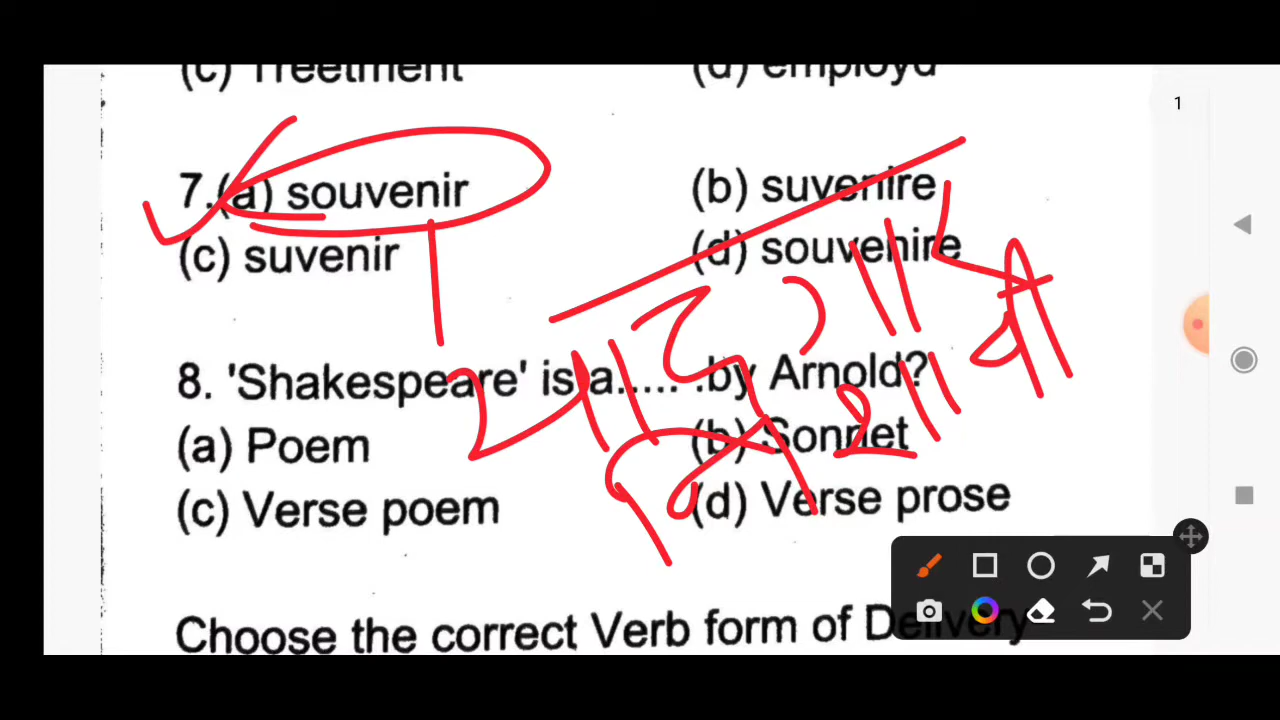 (c) Treetment (d) employd
1
7.(a) souvenir (b) suvenire
(c) suvenir (d) souvenire
8. 'Shakespeare' is a..... .by Arnold?
(a) Poem (b) Sonnet
(c) Verse poem (d) Verse prose
Choose the correct Verb form of Delivery